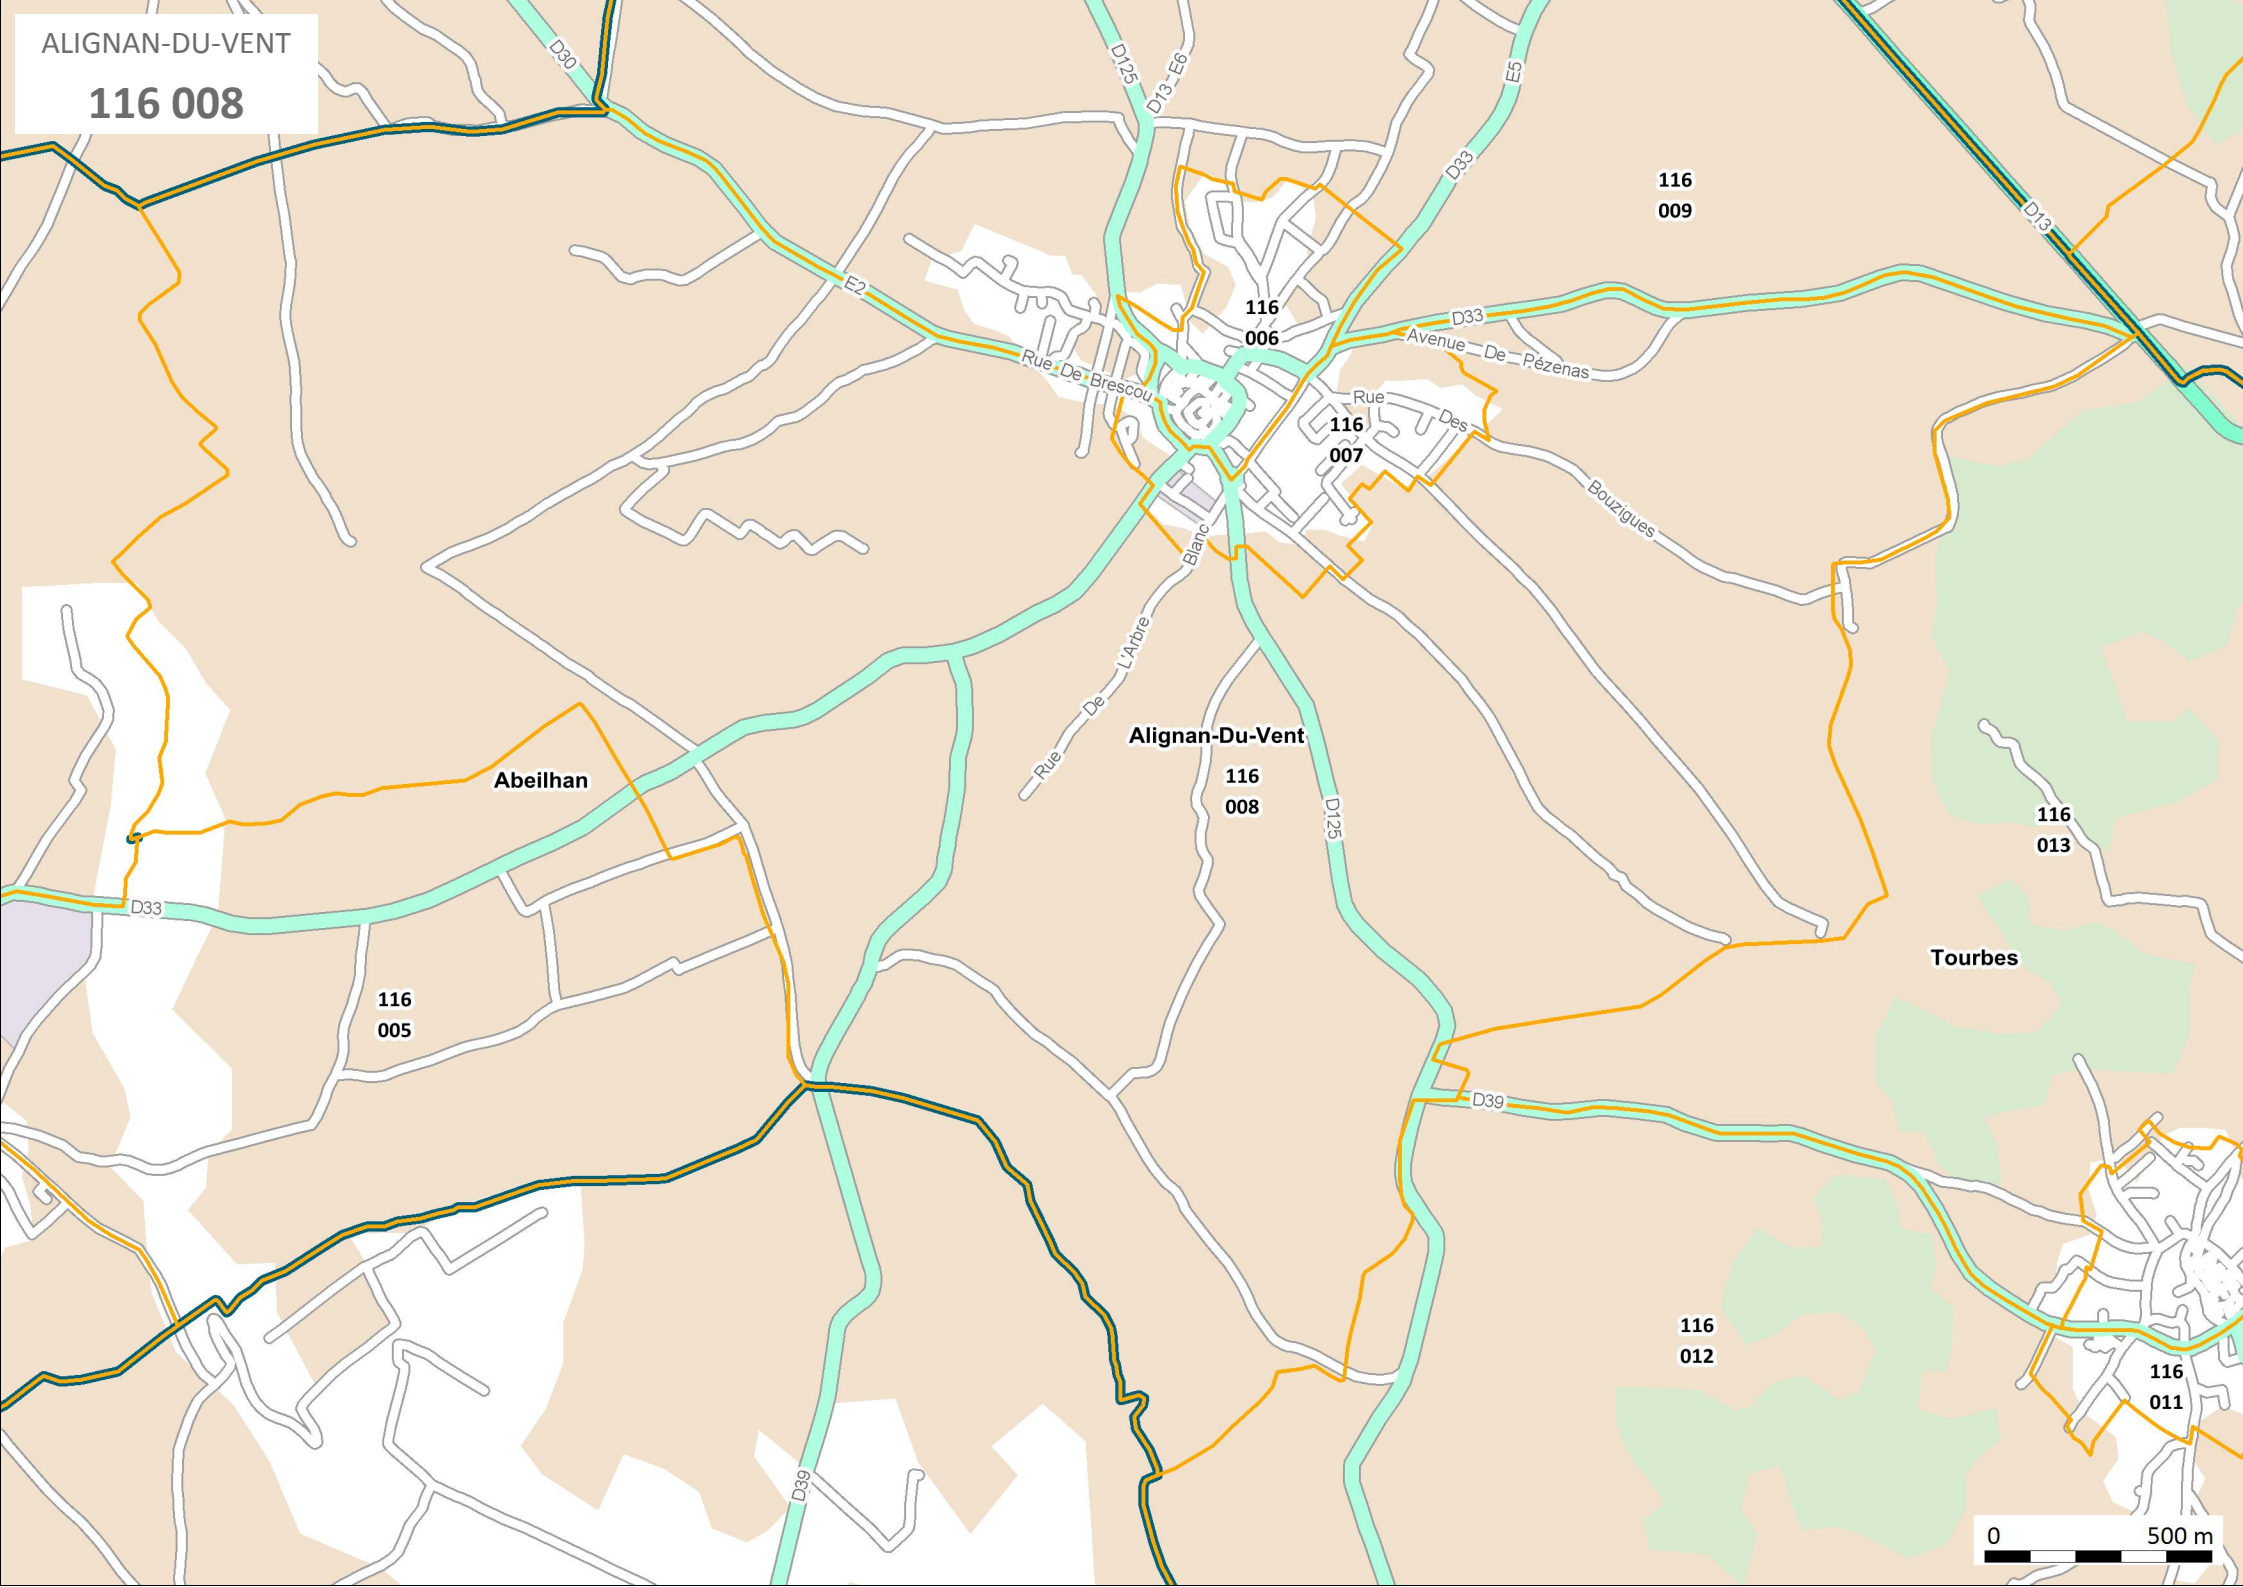 ALIGNAN-DU-VENT
116 008
D30
D125
D13 - E6
E5
D33
116
009
D13
E2
116
006
D33
Avenue De Pézenas
Rue De Brescou
Rue Des Bouzigues
116
007
Rue De L'Arbre Blanc
Alignan-Du-Vent
116
008
Abeilhan
D125
116
013
D33
Tourbes
116
005
D39
116
012
116
011
D39
0 500 m